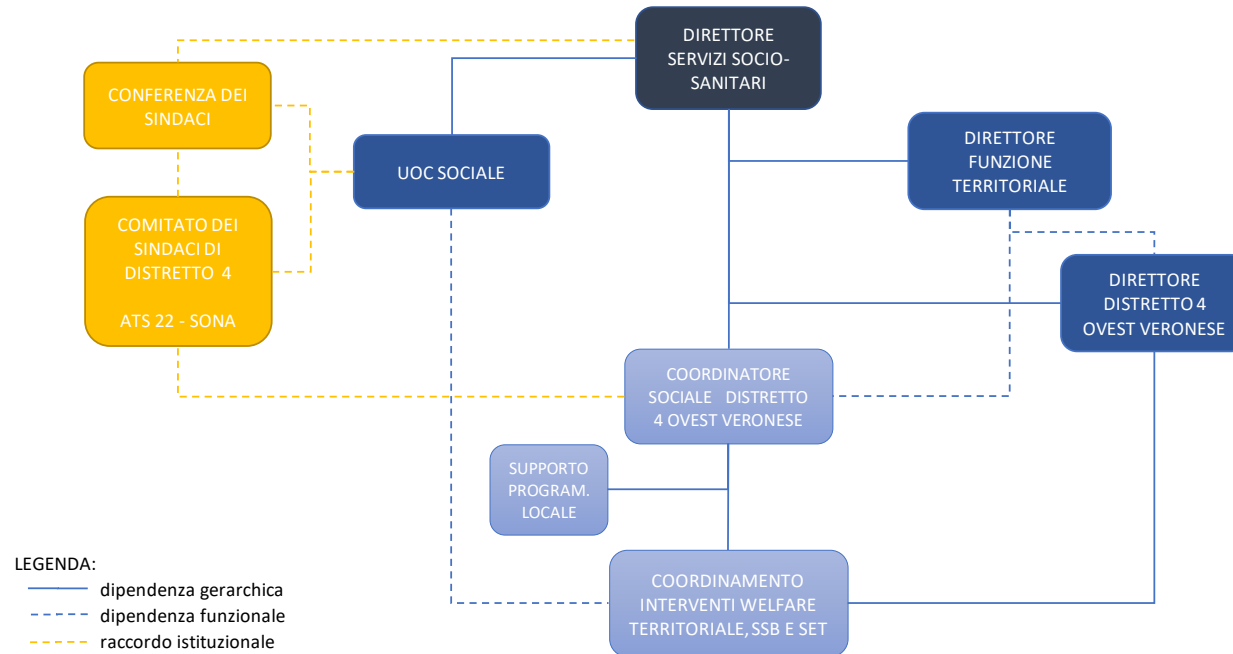 DIRETTORE
SERVIZI SOCIO-
SANITARI
CONFERENZA DEI
SINDACI
UOC SOCIALE
DIRETTORE
FUNZIONE
TERRITORIALE
COMITATO DEI
SINDACI DI
DISTRETTO 4
ATS 22 - SONA
DIRETTORE
DISTRETTO 4
OVEST VERONESE
COORDINATORE
SOCIALE DISTRETTO
4 OVEST VERONESE
SUPPORTO
PROGRAM.
LOCALE
COORDINAMENTO
INTERVENTI WELFARE
TERRITORIALE, SSB E SET
LEGENDA:
dipendenza gerarchica
dipendenza funzionale
raccordo istituzionale